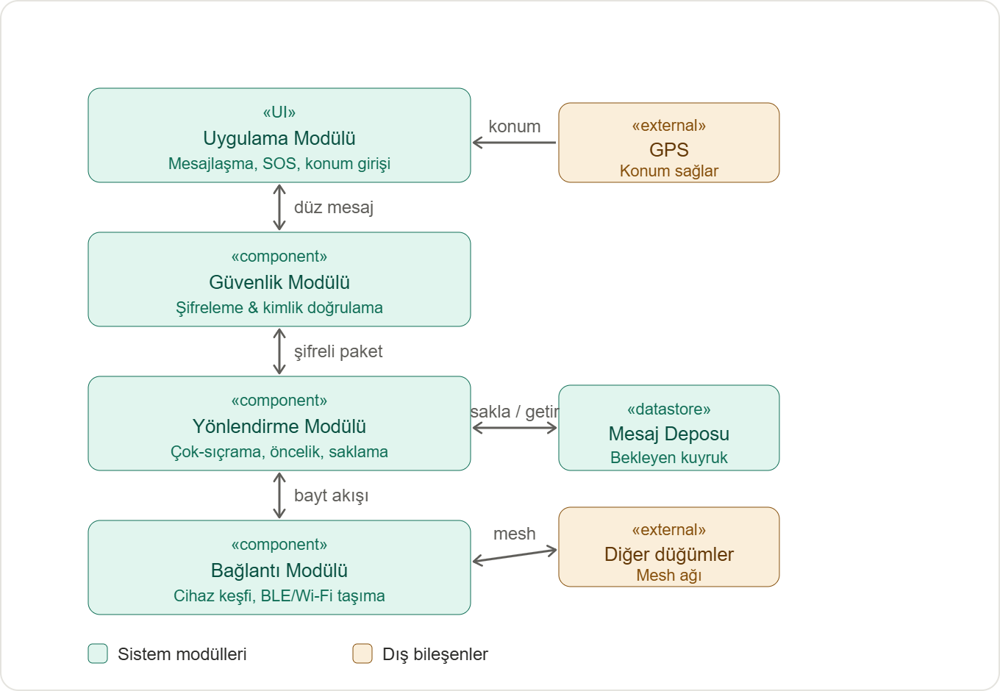 «UI»
Uygulama Modülü
Mesajlaşma, SOS, konum girişi
konum
«external»
GPS
Konum sağlar
düz mesaj
«component»
Güvenlik Modülü
Şifreleme & kimlik doğrulama
şifreli paket
«component»
Yönlendirme Modülü
Çok-sıçrama, öncelik, saklama
sakla / getir
«datastore»
Mesaj Deposu
Bekleyen kuyruk
bayt akışı
«component»
Bağlantı Modülü
Cihaz keşfi, BLE/Wi-Fi taşıma
mesh
«external»
Diğer düğümler
Mesh ağı
Sistem modülleri
Dış bileşenler